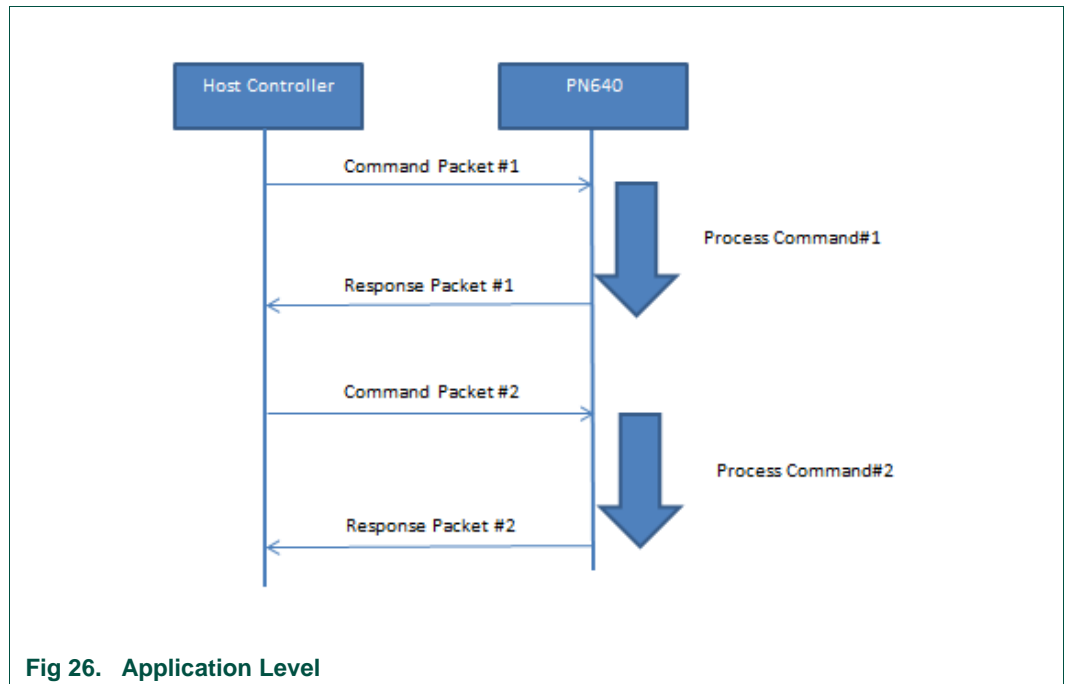 Host Controller
PN640
Command Packet #1
Process Command#1
Response Packet #1
Command Packet #2
Process Command#2
Response Packet #2
Fig 26. Application Level